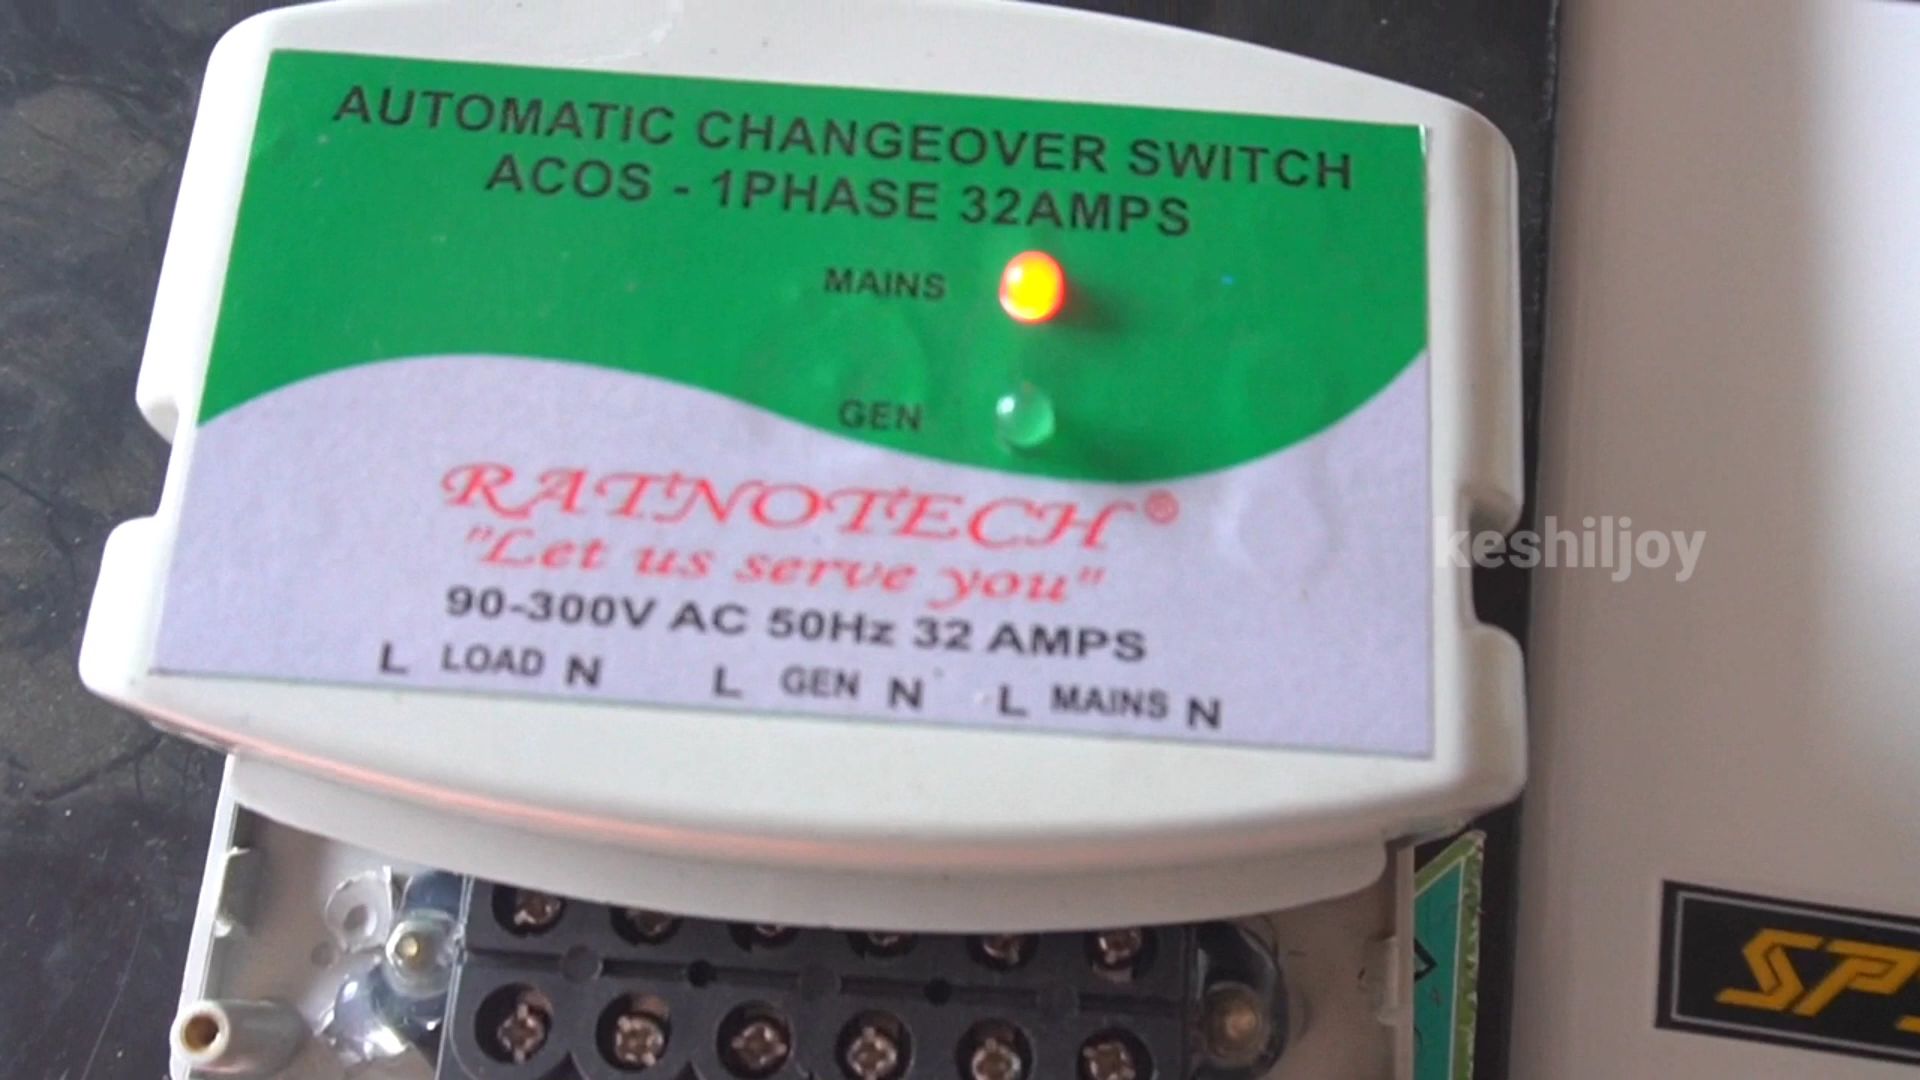 AUTOMATIC CHANGEOVER SWITCH
ACOS - 1PHASE 32AMPS
MAINS
GEN
RATNOTECH®
"Let us serve you"
90-300V AC 50Hz 32 AMPS
L LOAD N L GEN N L MAINS N
keshiljoy